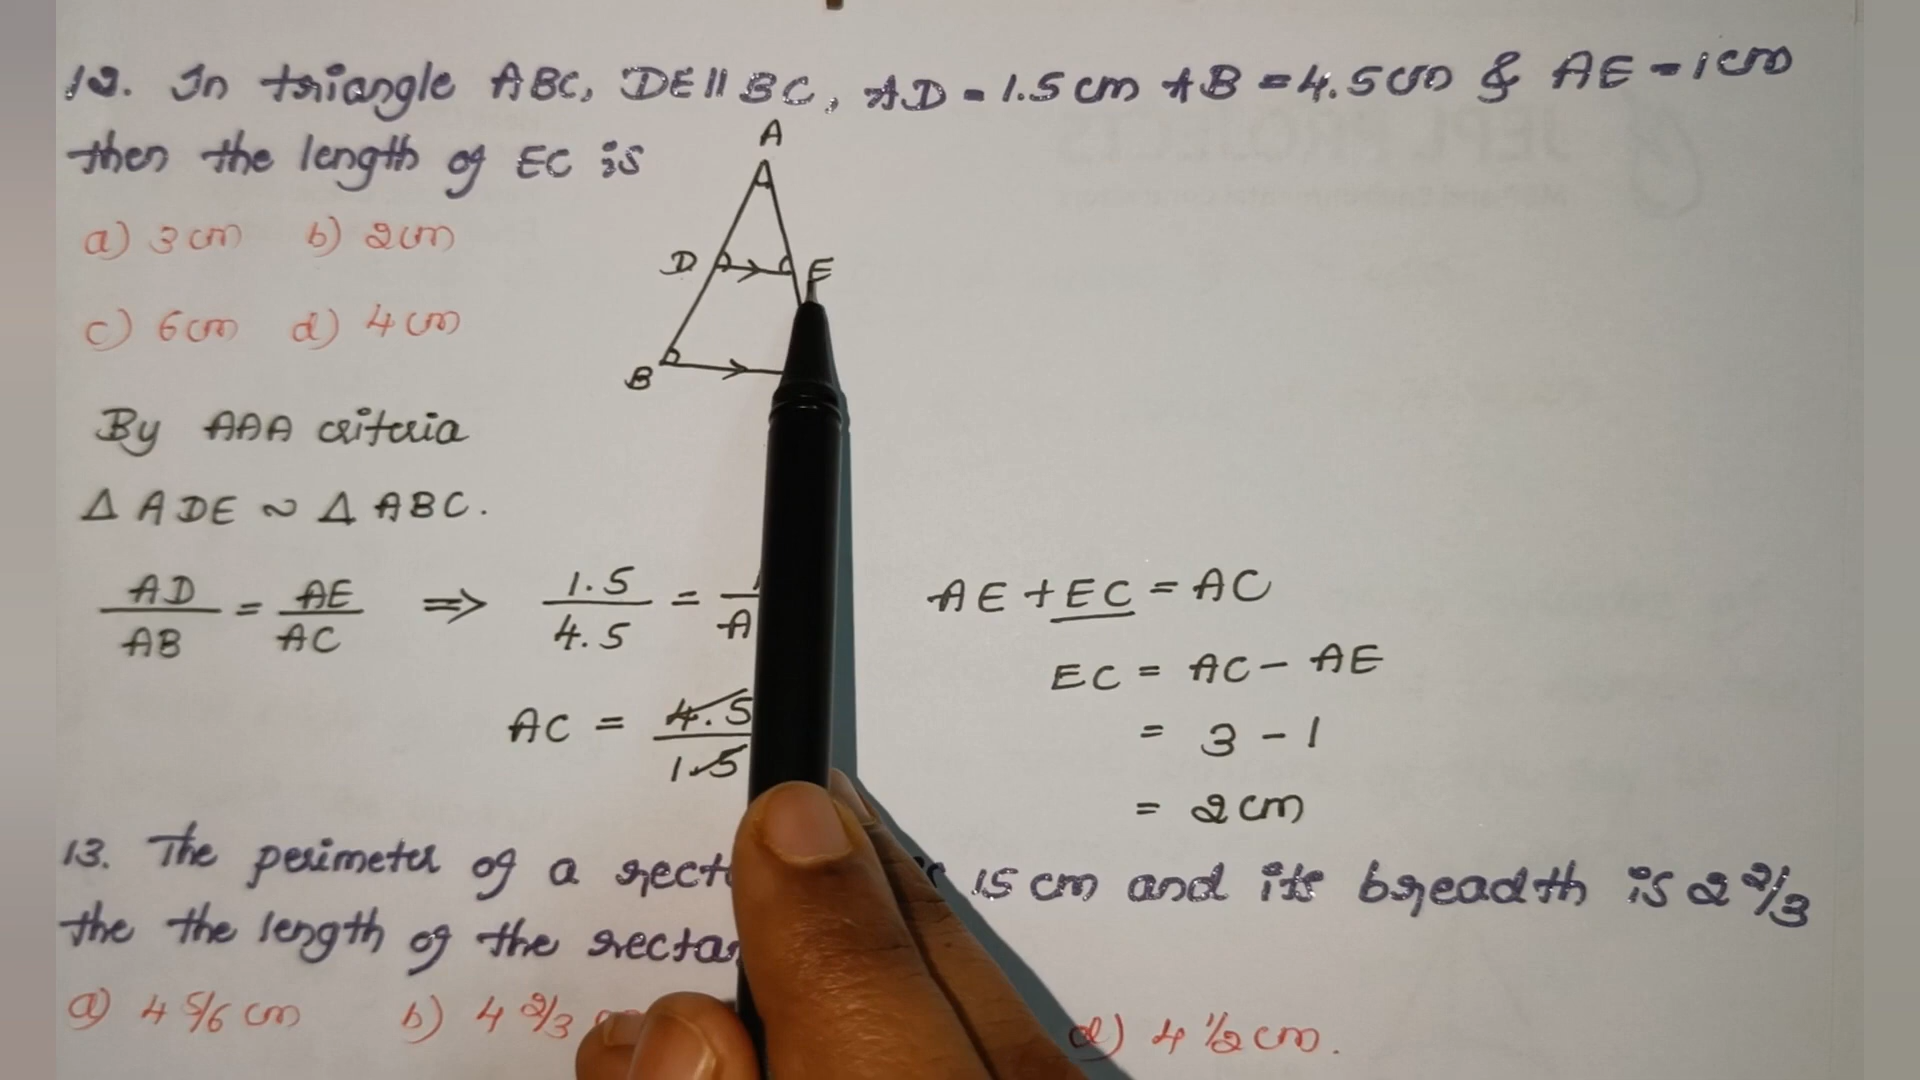 12. In triangle ABC, DE || BC, AD = 1.5 cm AB = 4.5 cm & AE = 1 cm
then the length of EC is
a) 3 cm b) 2 cm
c) 6 cm d) 4 cm
A
D E
B
By AAA criteria
Δ ADE ~ Δ ABC.
AD/AB = AE/AC ⇒ 1.5/4.5 =
AC = 4.5/1.5
AE + EC = AC
EC = AC - AE
= 3 - 1
= 2 cm
13. The perimeter of a 15 cm and its breadth is 2 2/3
the the length of the
a) 4 5/6 cm b) 4 2/3 d) 4 1/2 cm.